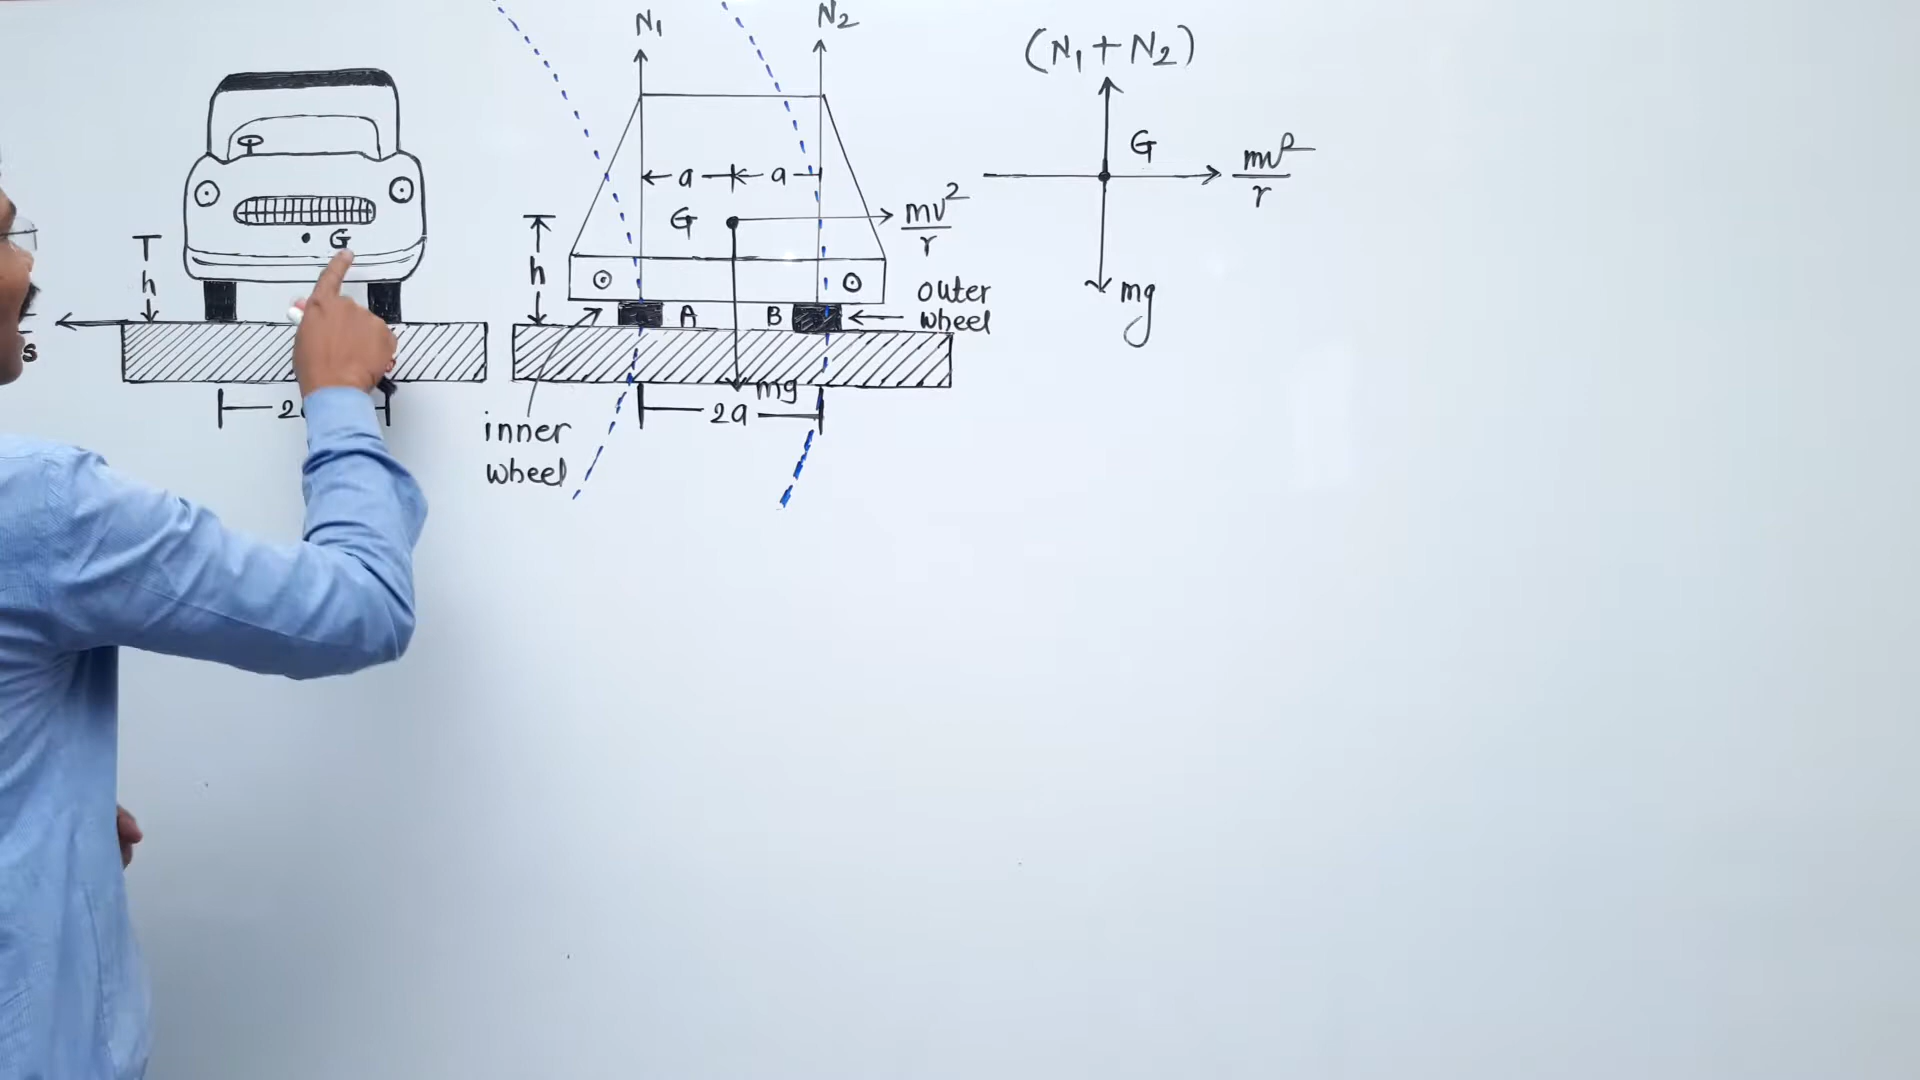 G
h
s
N₁
N₂
a
a
G
mv²
r
h
A
B
outer
wheel
mg
2a
inner
wheel
(N₁ + N₂)
G
mv²
r
mg